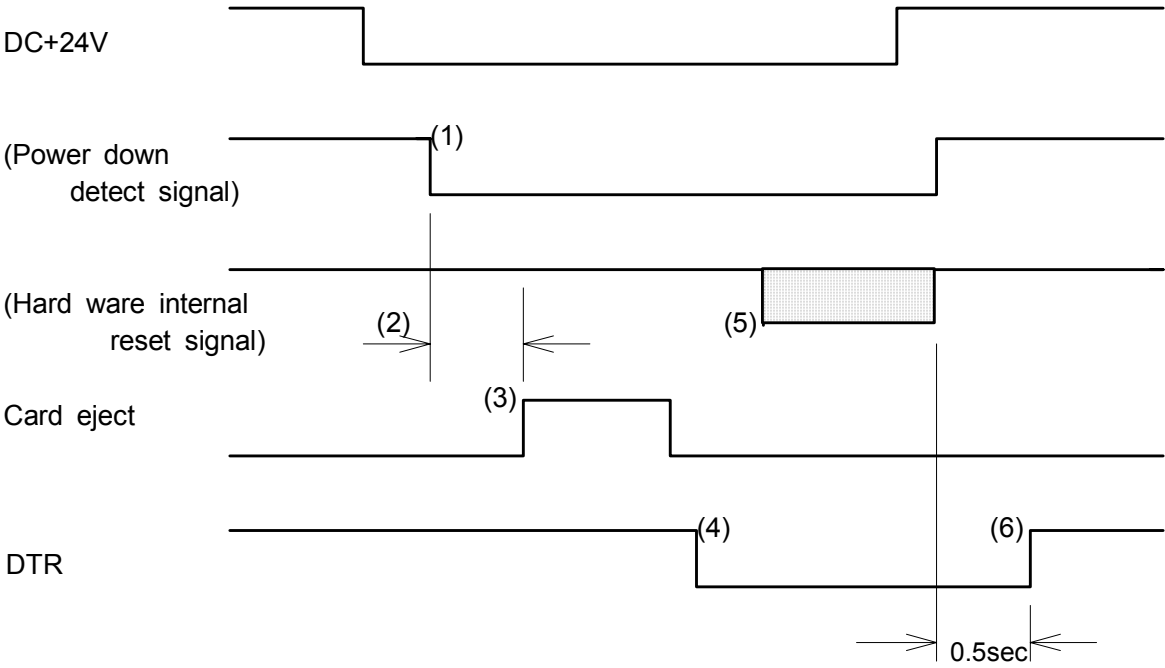 DC+24V
(1)
(Power down
detect signal)
(Hard ware internal
reset signal)
(2)
(5)
(3)
Card eject
(4)
(6)
DTR
0.5sec